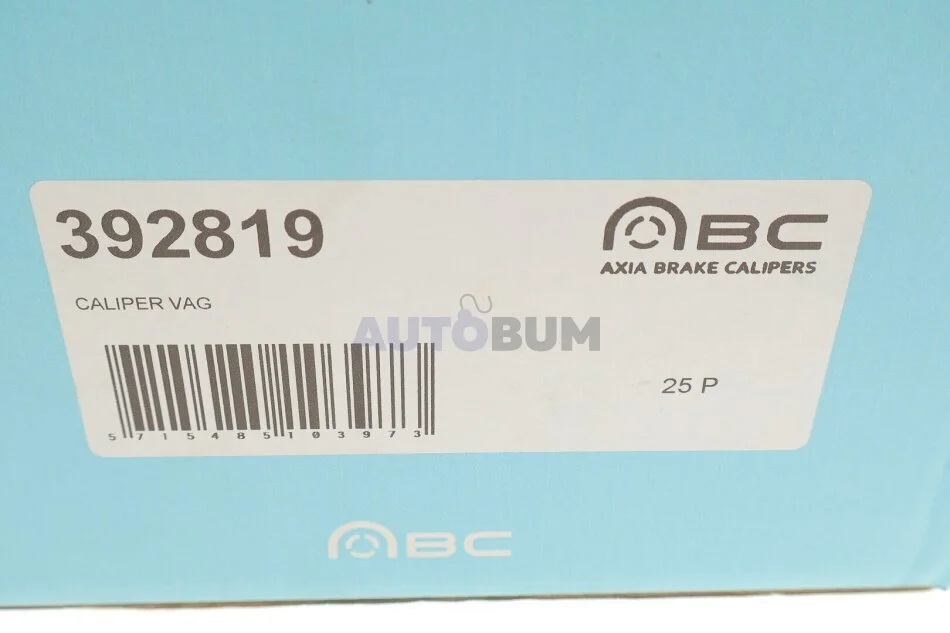 392819
ABC
AXIA BRAKE CALIPERS
CALIPER VAG
AUTOBUM
25 P
5715485103973
ABC